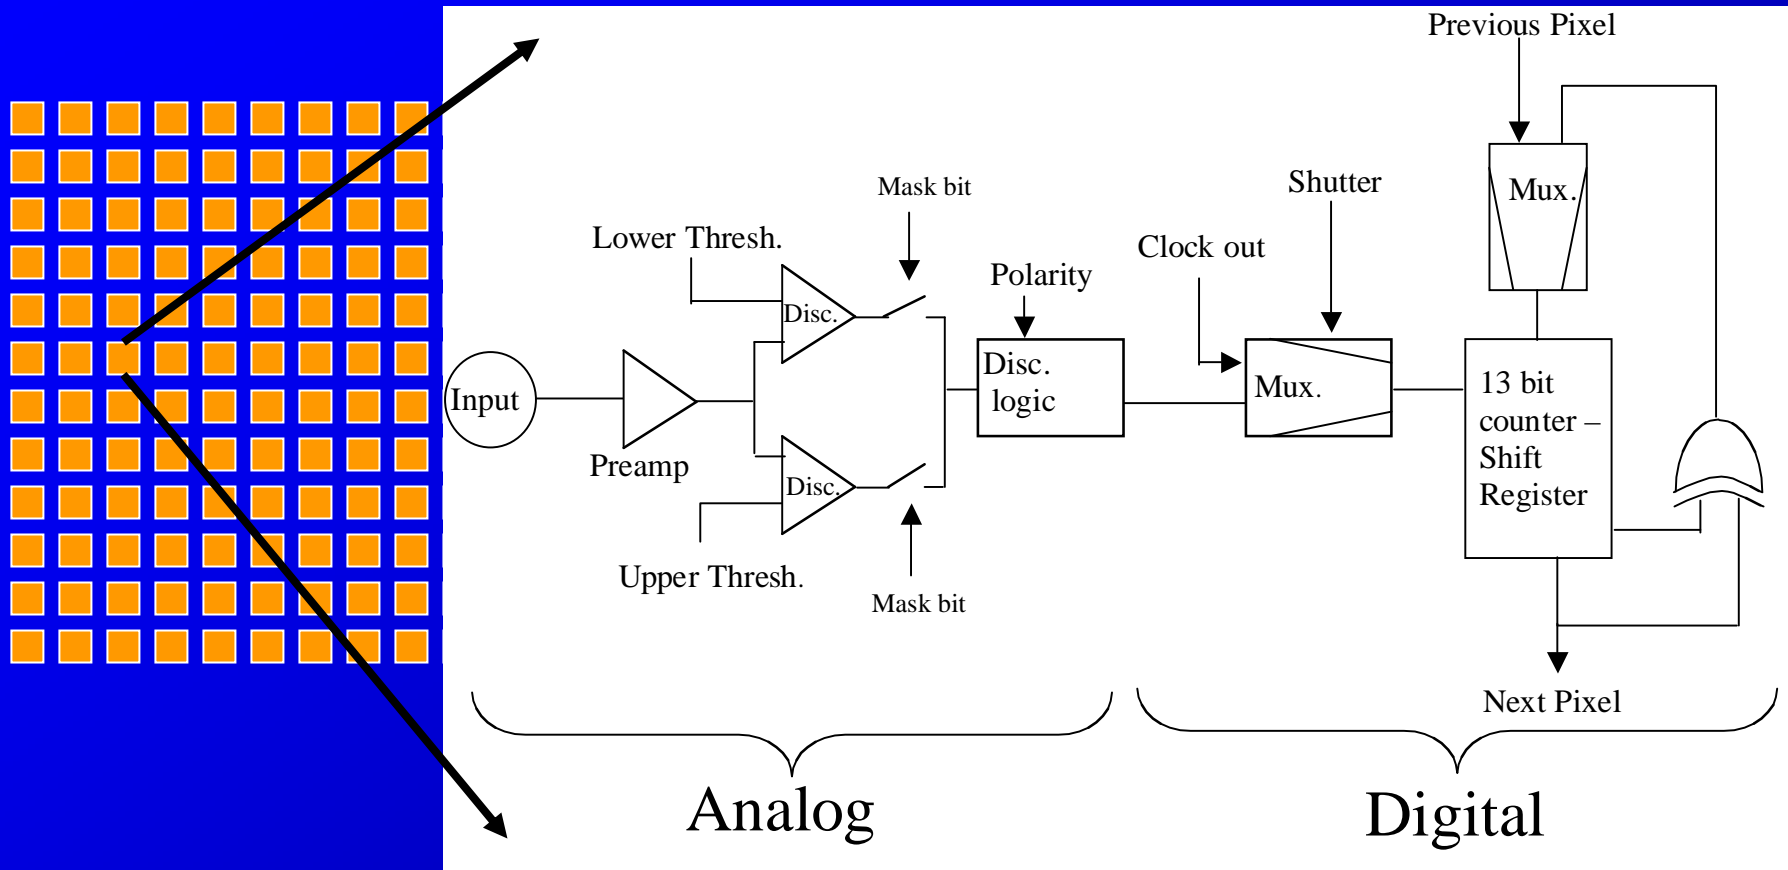 Previous Pixel
Mux.
Mask bit
Shutter
Lower Thresh.
Clock out
Polarity
Disc.
Input
Preamp
Disc.
logic
Mux.
13 bit
counter –
Shift
Register
Disc.
Upper Thresh.
Mask bit
Next Pixel
Analog
Digital